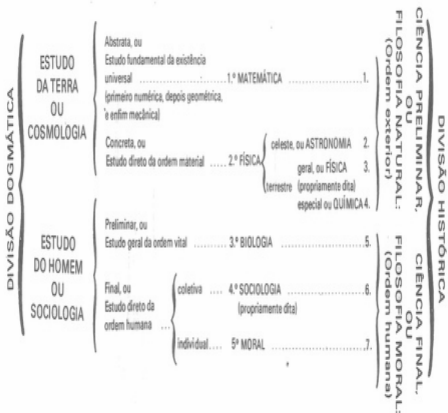 DIVISÃO DOGMÁTICA
ESTUDO
DA TERRA
OU
COSMOLOGIA
Abstrata, ou
Estudo fundamental da existência
universal ........................ 1.º MATEMÁTICA ........................ 1.
(primeiro numérica, depois geométrica,
e enfim mecânica)
Concreta, ou
Estudo direto da ordem material ..... 2.º FÍSICA
celeste, ou ASTRONOMIA 2.
geral, ou FÍSICA 3.
terrestre (propriamente dita)
especial ou QUÍMICA 4.
ESTUDO
DO HOMEM
OU
SOCIOLOGIA
Preliminar, ou
Estudo geral da ordem vital ......... 3.º BIOLOGIA ........................ 5.
Final, ou
Estudo direto da
ordem humana ...
coletiva .... 4.º SOCIOLOGIA ........................ 6.
(propriamente dita)
individual .... 5º MORAL ........................ 7.
CIÊNCIA PRELIMINAR,
OU
FILOSOFIA NATURAL:
(Ordem exterior)
CIÊNCIA FINAL,
OU
FILOSOFIA MORAL:
(Ordem humana)
DIVISÃO HISTÓRICA